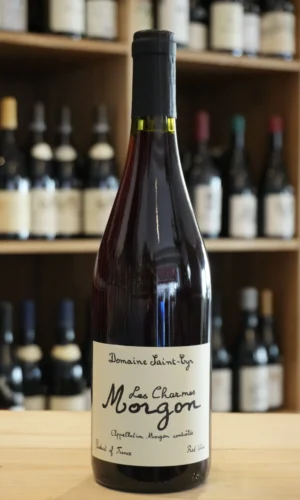 Domaine Saint-Cyr
Les Charmes
Morgon
Appellation Morgon contrôlée
Product of France Red Wine